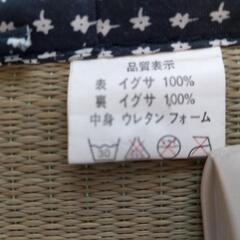 品質表示
表 イグサ 100%
裏 イグサ 100%
中身 ウレタン フォーム
30